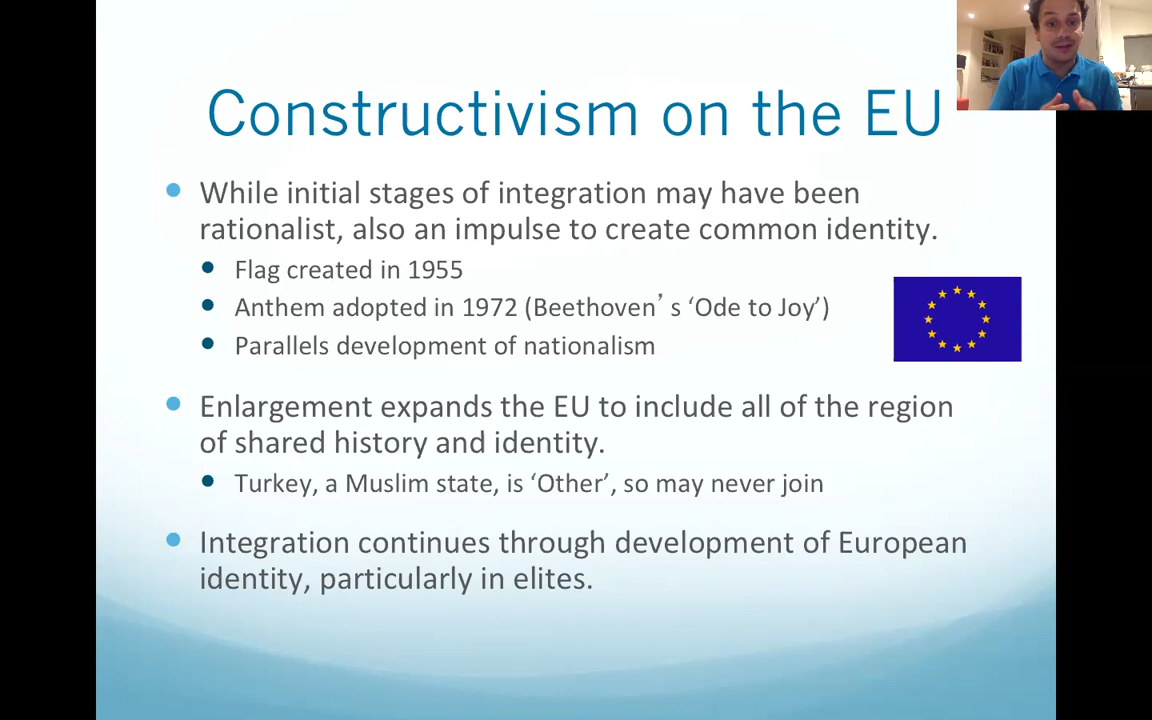 Constructivism on the EU
While initial stages of integration may have been
rationalist, also an impulse to create common identity.
Flag created in 1955
Anthem adopted in 1972 (Beethoven’s ‘Ode to Joy’)
Parallels development of nationalism
Enlargement expands the EU to include all of the region
of shared history and identity.
Turkey, a Muslim state, is ‘Other’, so may never join
Integration continues through development of European
identity, particularly in elites.